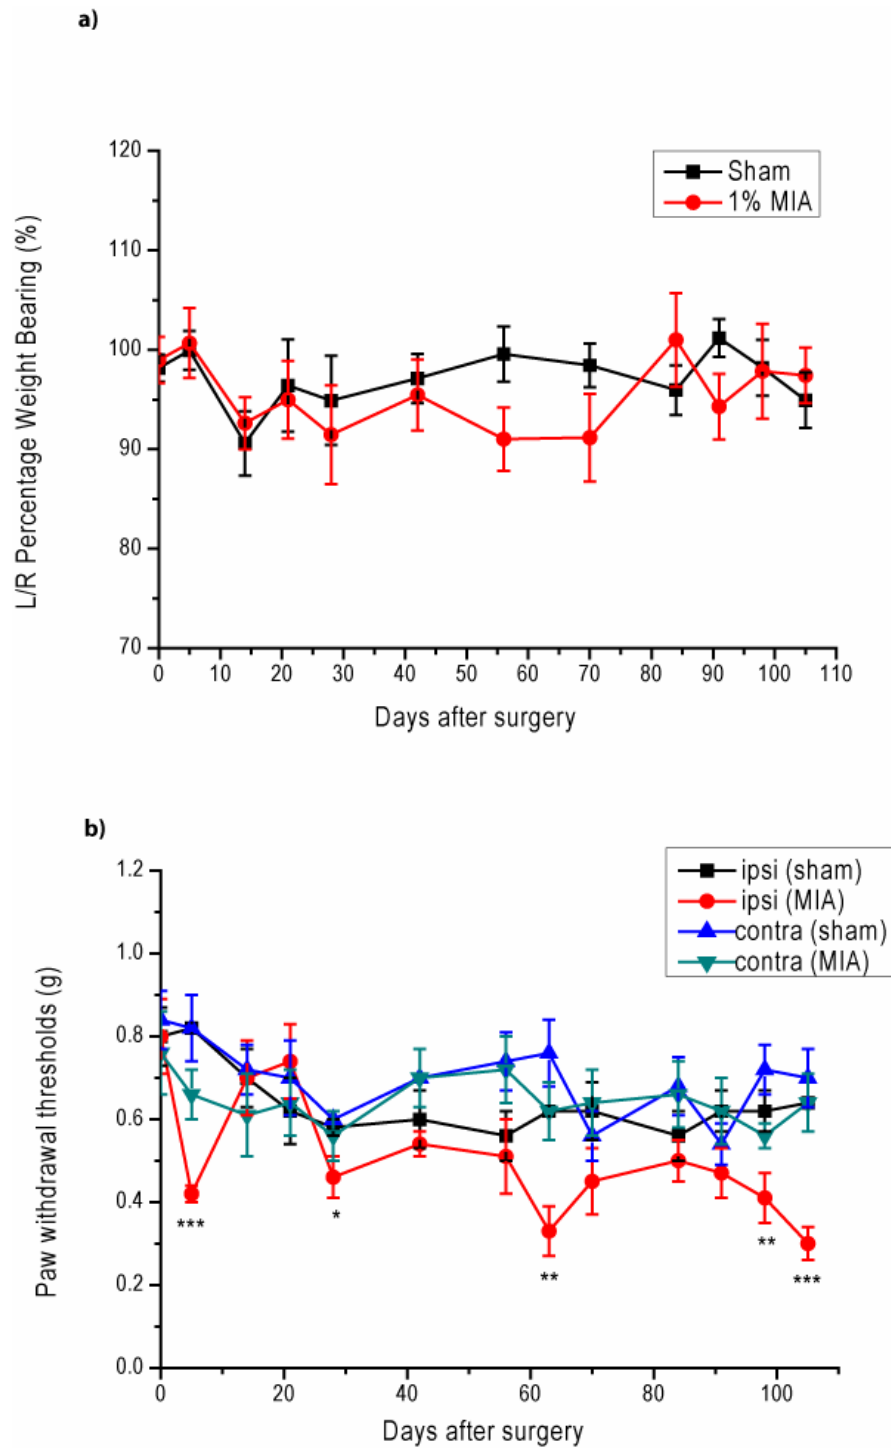 a)
120
110
100
90
80
70
L/R Percentage Weight Bearing (%)
Sham
1% MIA
0 10 20 30 40 50 60 70 80 90 100 110
Days after surgery
b)
1.2
1.0
0.8
0.6
0.4
0.2
0.0
Paw withdrawal thresholds (g)
ipsi (sham)
ipsi (MIA)
contra (sham)
contra (MIA)
***
*
**
**
***
0 20 40 60 80 100
Days after surgery